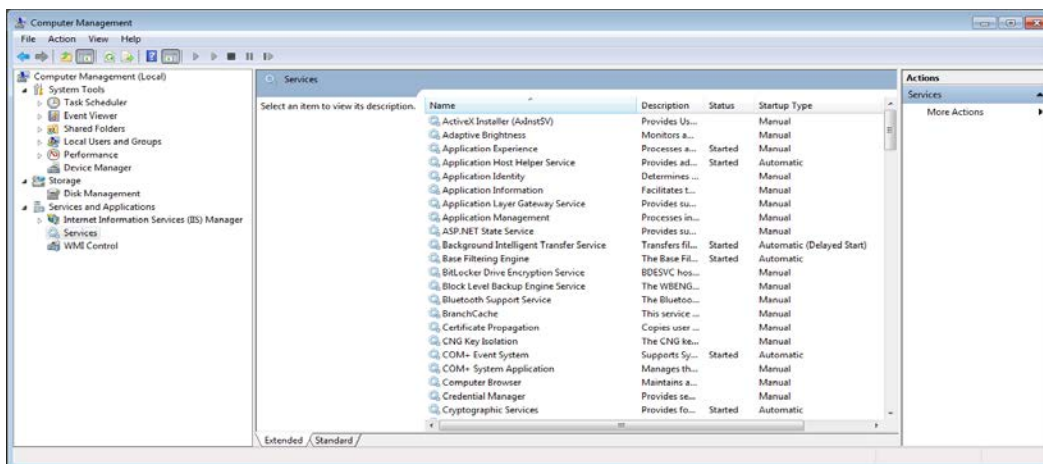 Computer Management
File Action View Help
Computer Management (Local)
System Tools
Task Scheduler
Event Viewer
Shared Folders
Local Users and Groups
Performance
Device Manager
Storage
Disk Management
Services and Applications
Internet Information Services (IIS) Manager
Services
WMI Control
Services
Select an item to view its description.
Name Description Status Startup Type
ActiveX Installer (AxInstSV) Provides Us... Manual
Adaptive Brightness Monitors a... Manual
Application Experience Processes a... Started Manual
Application Host Helper Service Provides ad... Started Automatic
Application Identity Determines ... Manual
Application Information Facilitates t... Manual
Application Layer Gateway Service Provides su... Manual
Application Management Processes in... Manual
ASP.NET State Service Provides su... Manual
Background Intelligent Transfer Service Transfers fil... Started Automatic (Delayed Start)
Base Filtering Engine The Base Fil... Started Automatic
BitLocker Drive Encryption Service BDESVC hos... Manual
Block Level Backup Engine Service The WBENG... Manual
Bluetooth Support Service The Bluetoo... Manual
BranchCache This service ... Manual
Certificate Propagation Copies user ... Manual
CNG Key Isolation The CNG ke... Manual
COM+ Event System Supports Sy... Started Automatic
COM+ System Application Manages th... Manual
Computer Browser Maintains a... Manual
Credential Manager Provides se... Manual
Cryptographic Services Provides fo... Started Automatic
Extended Standard
Actions
Services
More Actions